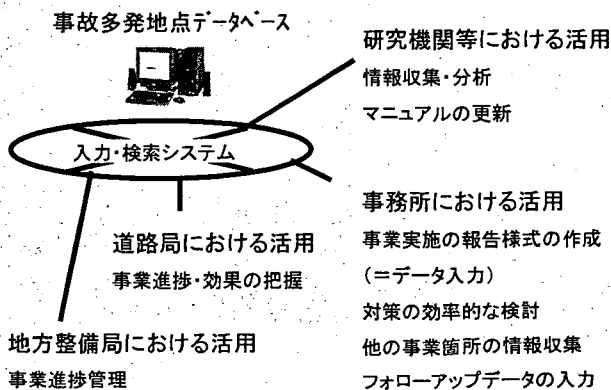 事故多発地点データベース
研究機関等における活用
情報収集・分析
マニュアルの更新
入力・検索システム
事務所における活用
事業実施の報告様式の作成
(=データ入力)
対策の効率的な検討
他の事業箇所の情報収集
フォローアップデータの入力
道路局における活用
事業進捗・効果の把握
地方整備局における活用
事業進捗管理